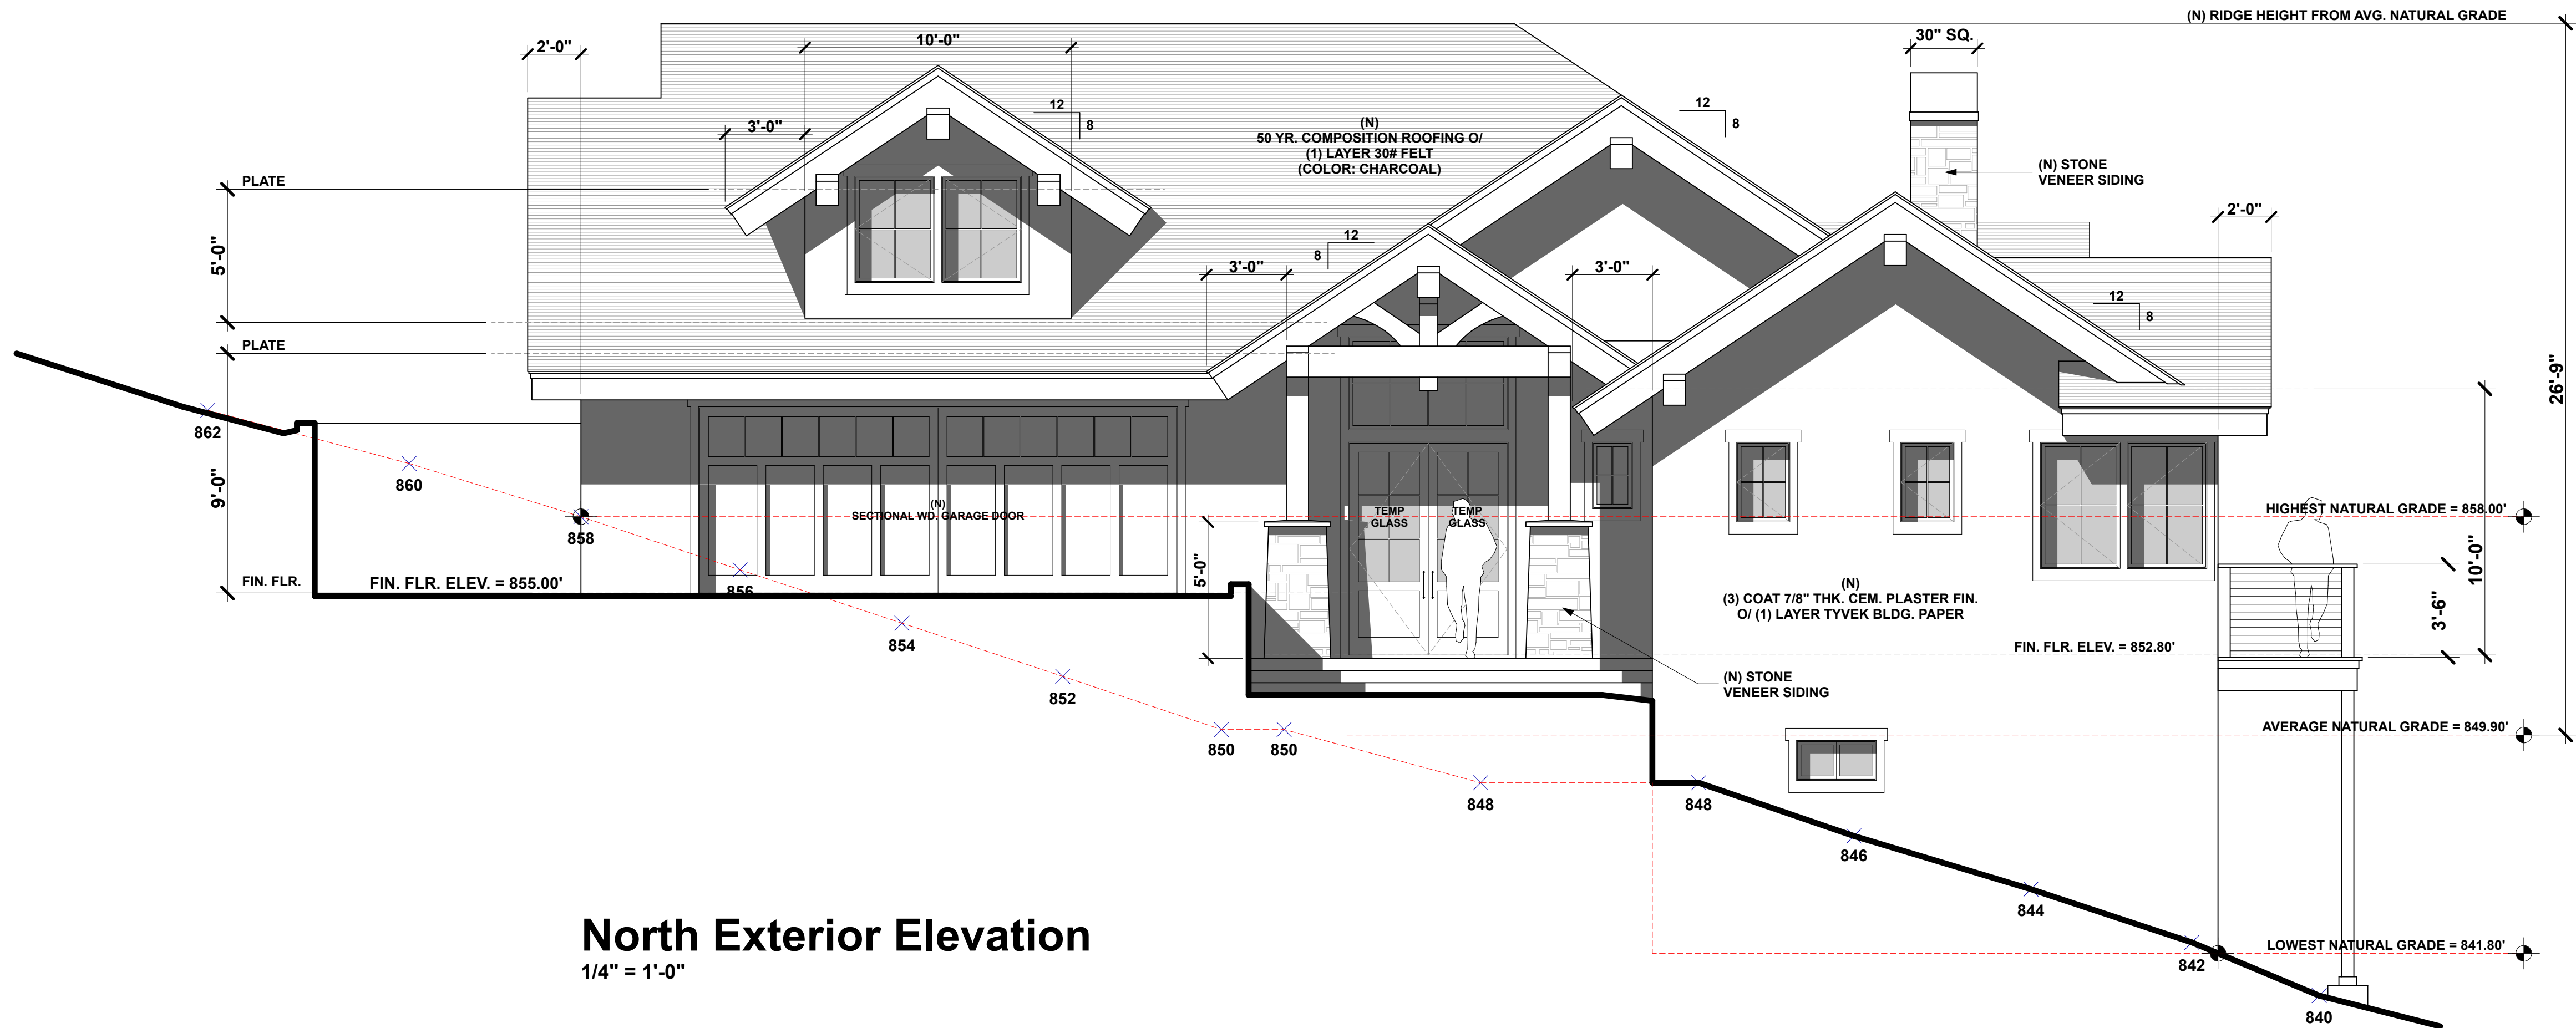 (N) RIDGE HEIGHT FROM AVG. NATURAL GRADE
2'-0"
10'-0"
30" SQ.
3'-0"
12
8
(N)
50 YR. COMPOSITION ROOFING O/
(1) LAYER 30# FELT
(COLOR: CHARCOAL)
12
8
(N) STONE
VENEER SIDING
PLATE
2'-0"
5'-0"
12
8
3'-0"
3'-0"
12
8
PLATE
26'-9"
862
860
9'-0"
(N)
SECTIONAL WD. GARAGE DOOR
TEMP
GLASS
TEMP
GLASS
HIGHEST NATURAL GRADE = 858.00'
858
10'-0"
FIN. FLR.
FIN. FLR. ELEV. = 855.00'
856
5'-0"
(N)
(3) COAT 7/8" THK. CEM. PLASTER FIN.
O/ (1) LAYER TYVEK BLDG. PAPER
3'-6"
854
FIN. FLR. ELEV. = 852.80'
852
(N) STONE
VENEER SIDING
AVERAGE NATURAL GRADE = 849.90'
850
850
848
848
846
844
North Exterior Elevation
1/4" = 1'-0"
LOWEST NATURAL GRADE = 841.80'
842
840